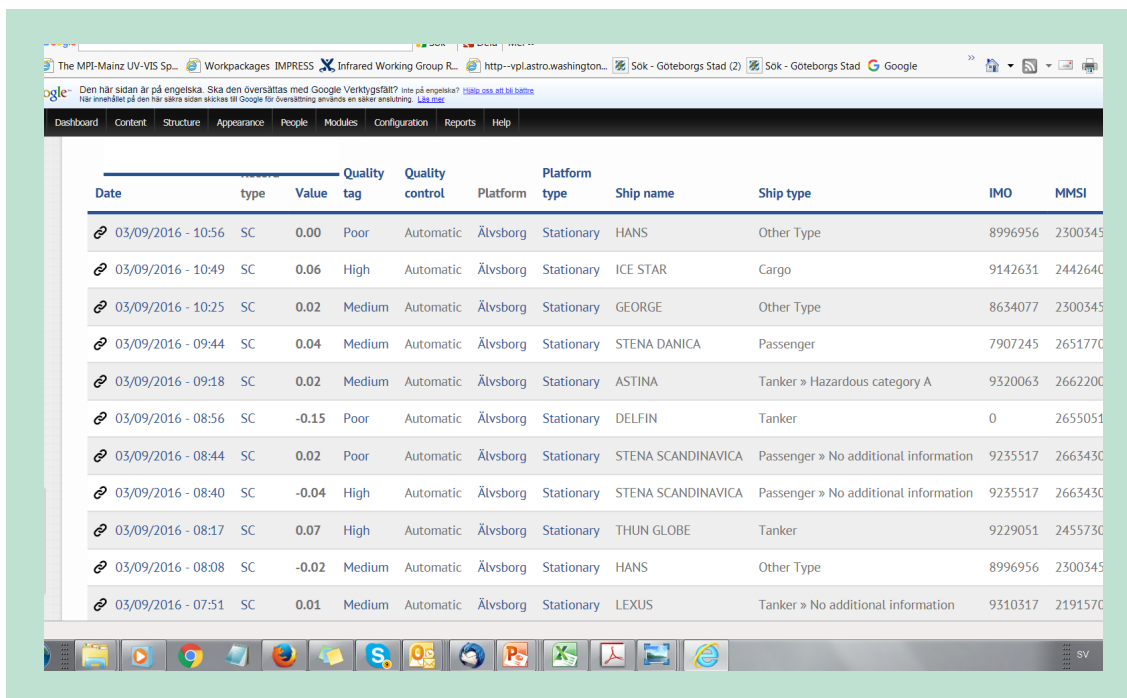 The MPI-Mainz UV-VIS Sp... Workpackages IMPRESS Infrared Working Group R... http--vpl.astro.washington... Sök - Göteborgs Stad (2) Sök - Göteborgs Stad Google »
Den här sidan är på engelska. Ska den översättas med Google Verktygsfält? Inte på engelska? Hjälp oss att bli bättre
När innehållet på den här säkra sidan skickas till Google för översättning används en säker anslutning. Läs mer
Dashboard Content Structure Appearance People Modules Configuration Reports Help
Date type Value Quality tag Quality control Platform Platform type Ship name Ship type IMO MMSI
03/09/2016 - 10:56 SC 0.00 Poor Automatic Älvsborg Stationary HANS Other Type 8996956 2300345
03/09/2016 - 10:49 SC 0.06 High Automatic Älvsborg Stationary ICE STAR Cargo 9142631 2442640
03/09/2016 - 10:25 SC 0.02 Medium Automatic Älvsborg Stationary GEORGE Other Type 8634077 2300345
03/09/2016 - 09:44 SC 0.04 Medium Automatic Älvsborg Stationary STENA DANICA Passenger 7907245 2651770
03/09/2016 - 09:18 SC 0.02 Medium Automatic Älvsborg Stationary ASTINA Tanker » Hazardous category A 9320063 2662200
03/09/2016 - 08:56 SC -0.15 Poor Automatic Älvsborg Stationary DELFIN Tanker 0 2655051
03/09/2016 - 08:44 SC 0.02 Poor Automatic Älvsborg Stationary STENA SCANDINAVICA Passenger » No additional information 9235517 2663430
03/09/2016 - 08:40 SC -0.04 High Automatic Älvsborg Stationary STENA SCANDINAVICA Passenger » No additional information 9235517 2663430
03/09/2016 - 08:17 SC 0.07 High Automatic Älvsborg Stationary THUN GLOBE Tanker 9229051 2455730
03/09/2016 - 08:08 SC -0.02 Medium Automatic Älvsborg Stationary HANS Other Type 8996956 2300345
03/09/2016 - 07:51 SC 0.01 Medium Automatic Älvsborg Stationary LEXUS Tanker » No additional information 9310317 2191570
SV